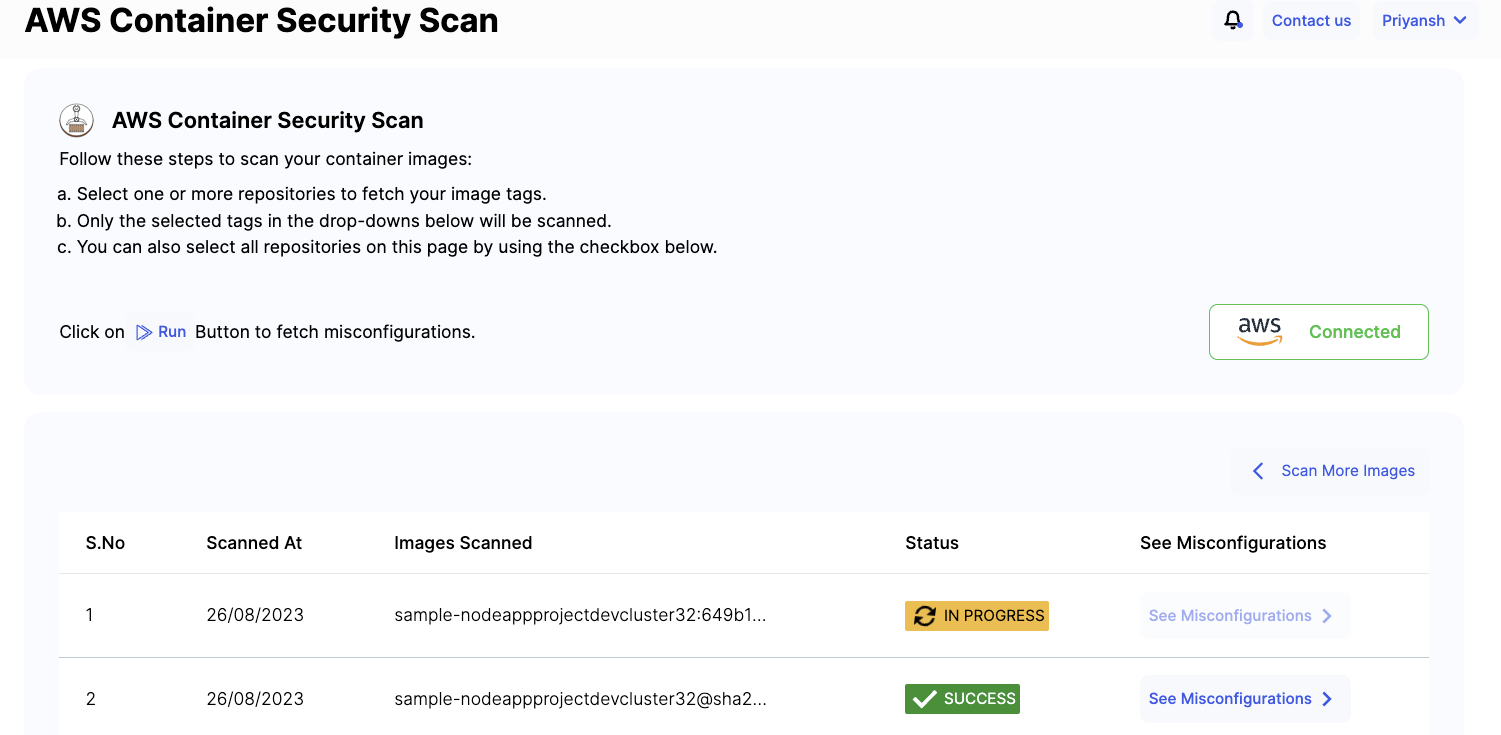 AWS Container Security Scan
Contact us
Priyansh
AWS Container Security Scan
Follow these steps to scan your container images:
a. Select one or more repositories to fetch your image tags.
b. Only the selected tags in the drop-downs below will be scanned.
c. You can also select all repositories on this page by using the checkbox below.
Click on Run Button to fetch misconfigurations.
aws Connected
Scan More Images
S.No Scanned At Images Scanned Status See Misconfigurations
1 26/08/2023 sample-nodeappprojectdevcluster32:649b1... IN PROGRESS See Misconfigurations
2 26/08/2023 sample-nodeappprojectdevcluster32@sha2... SUCCESS See Misconfigurations